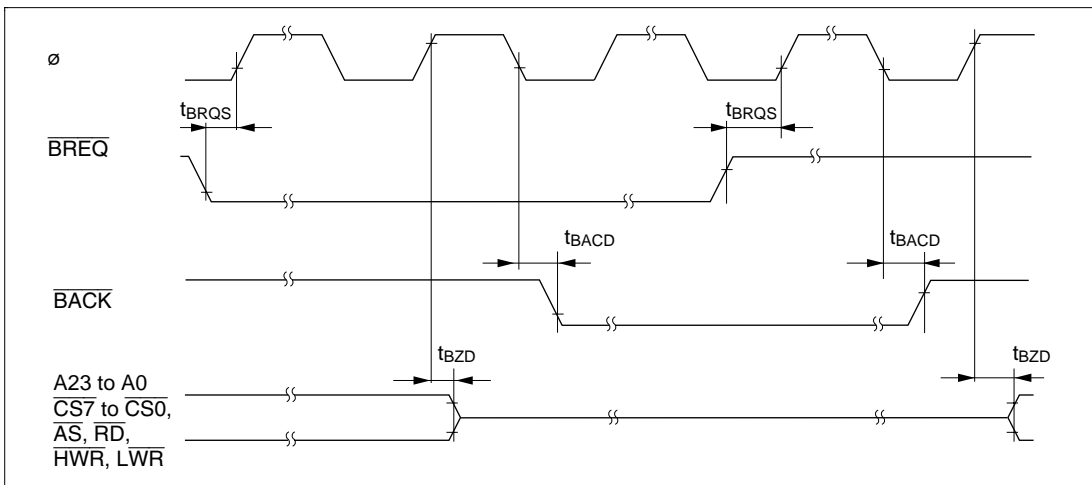 ø
tBRQS
tBRQS
BREQ
tBACD
tBACD
BACK
tBZD
tBZD
A23 to A0
CS7 to CS0,
AS, RD,
HWR, LWR